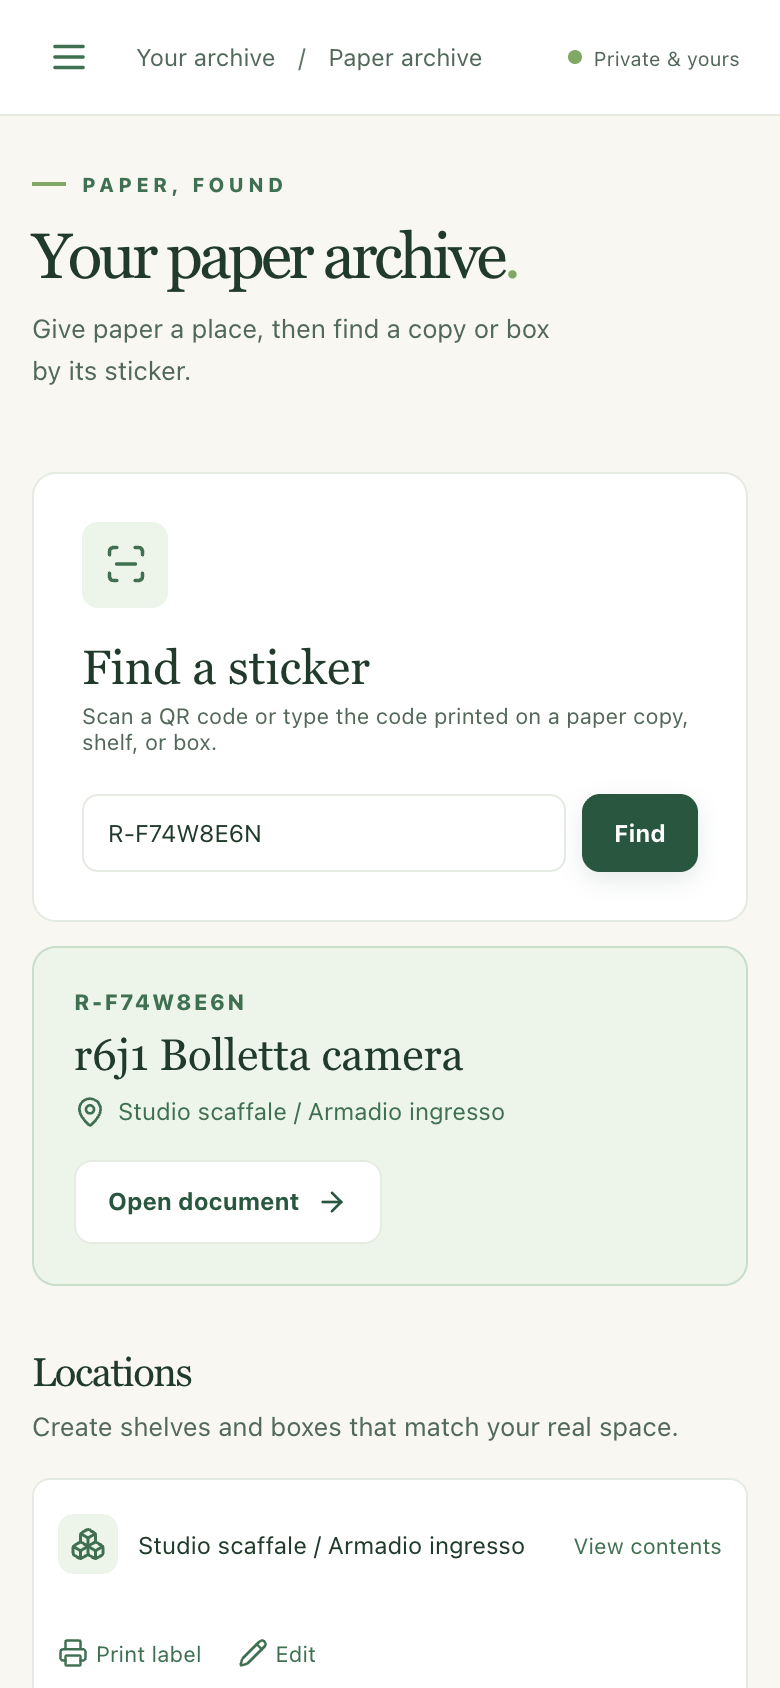 Your archive / Paper archive
Private & yours
PAPER, FOUND
Your paper archive.
Give paper a place, then find a copy or box
by its sticker.
Find a sticker
Scan a QR code or type the code printed on a paper copy,
shelf, or box.
R-F74W8E6N
Find
R-F74W8E6N
r6j1 Bolletta camera
Studio scaffale / Armadio ingresso
Open document
Locations
Create shelves and boxes that match your real space.
Studio scaffale / Armadio ingresso
View contents
Print label
Edit